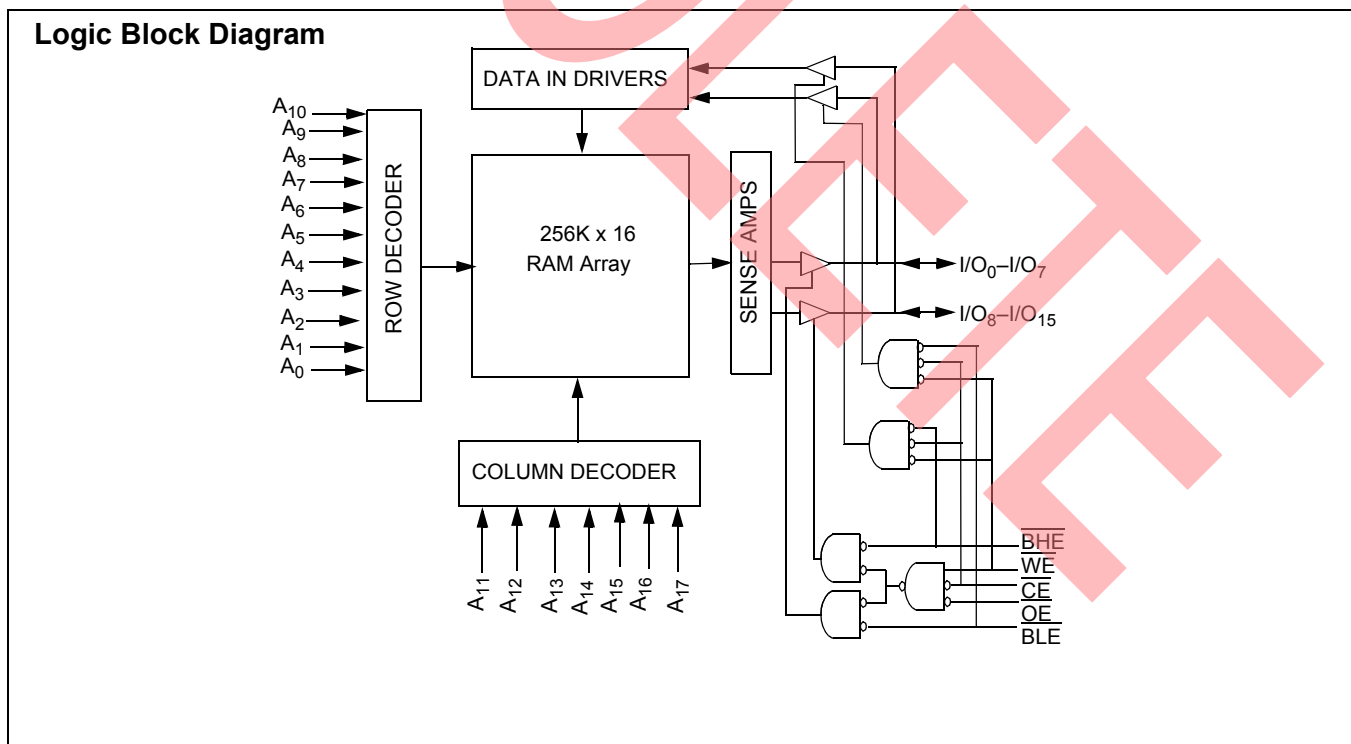 Logic Block Diagram
DATA IN DRIVERS
A10
A9
A8
A7
A6
A5
A4
A3
A2
A1
A0
ROW DECODER
256K x 16
RAM Array
SENSE AMPS
I/O0–I/O7
I/O8–I/O15
COLUMN DECODER
A11
A12
A13
A14
A15
A16
A17
BHE
WE
CE
OE
BLE
OLETE